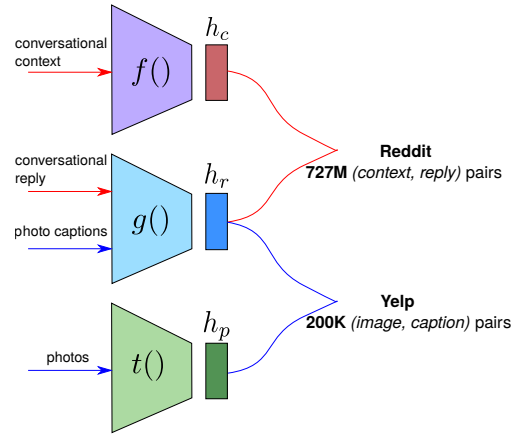 conversational
context
f()
h_c
conversational
reply
photo captions
g()
h_r
Reddit
727M (context, reply) pairs
photos
t()
h_p
Yelp
200K (image, caption) pairs